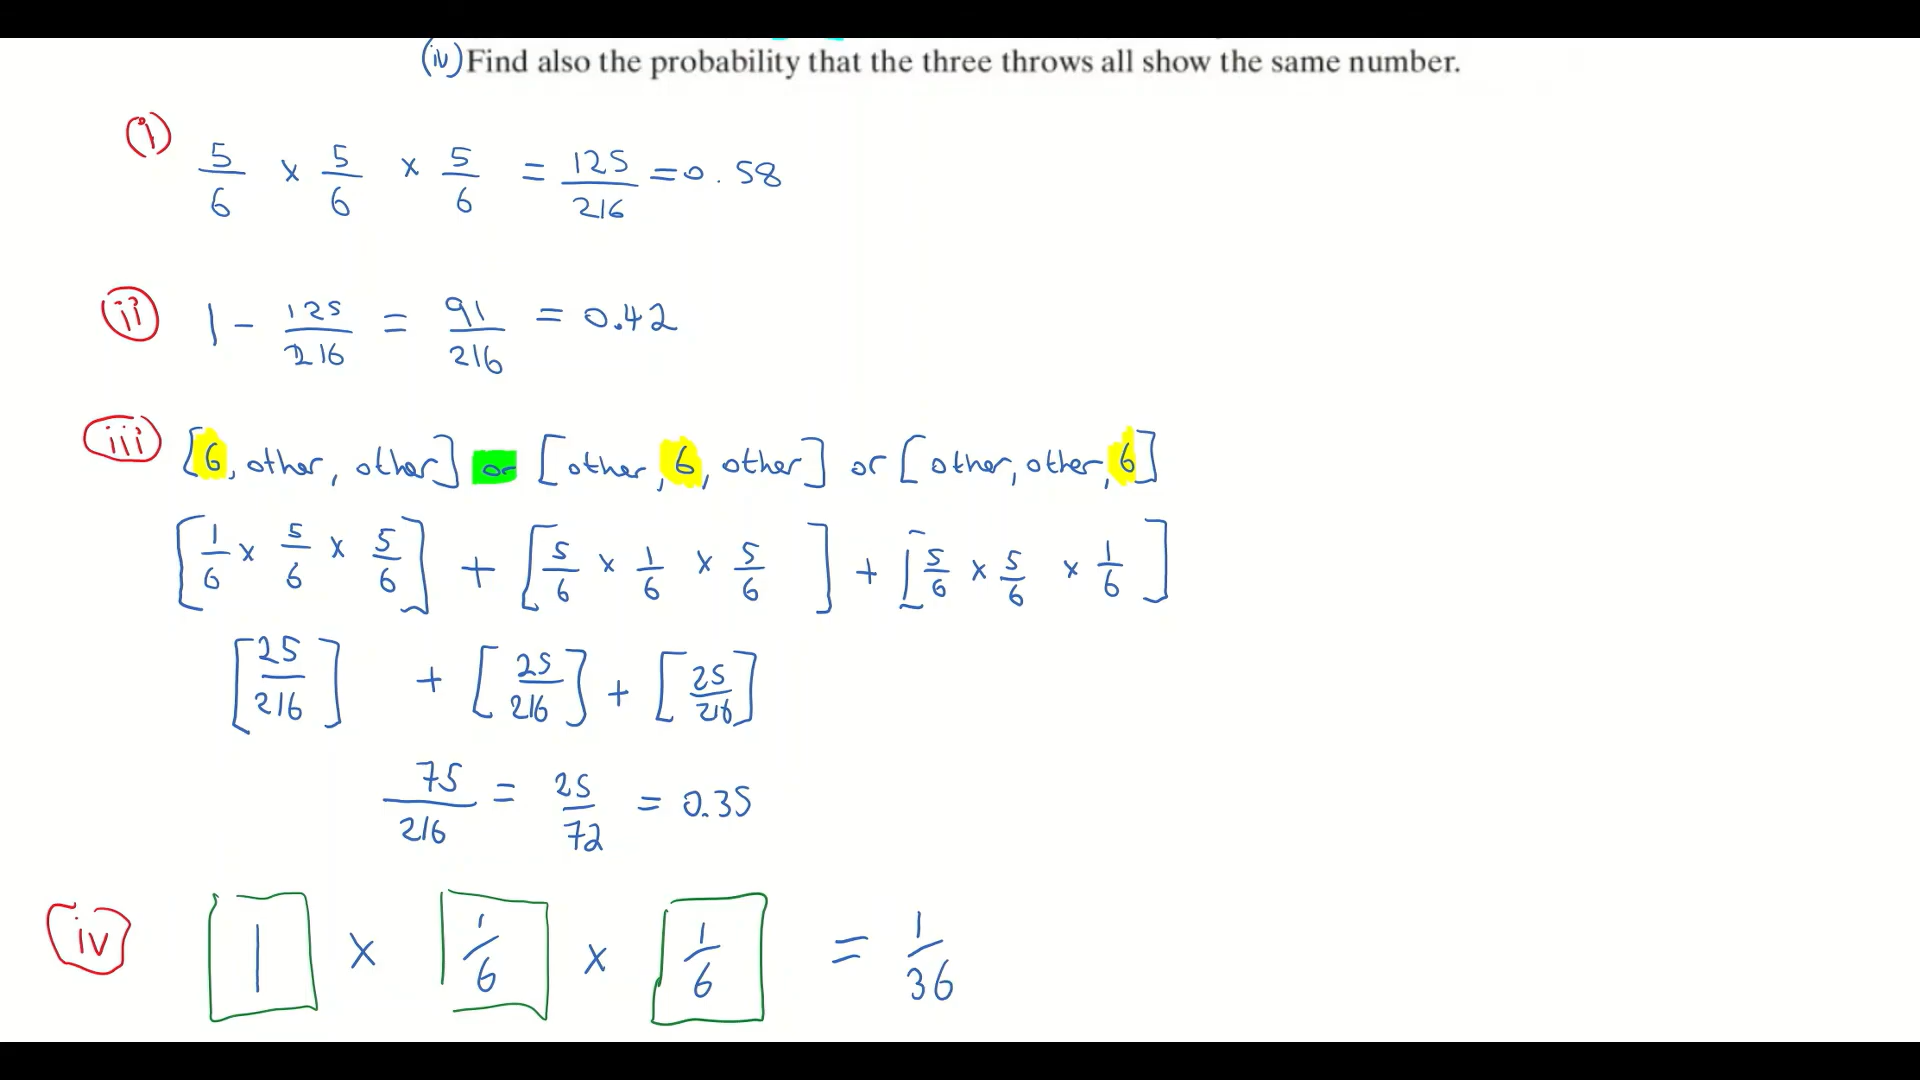 (iv) Find also the probability that the three throws all show the same number.
(i)
5/6 x 5/6 x 5/6 = 125/216 = 0.58
(ii) 1 - 125/216 = 91/216 = 0.42
(iii) [6, other, other] or [other, 6, other] or [other, other, 6]
[1/6 x 5/6 x 5/6] + [5/6 x 1/6 x 5/6] + [5/6 x 5/6 x 1/6]
[25/216] + [25/216] + [25/216]
75/216 = 25/72 = 0.35
(iv) 1 x 1/6 x 1/6 = 1/36